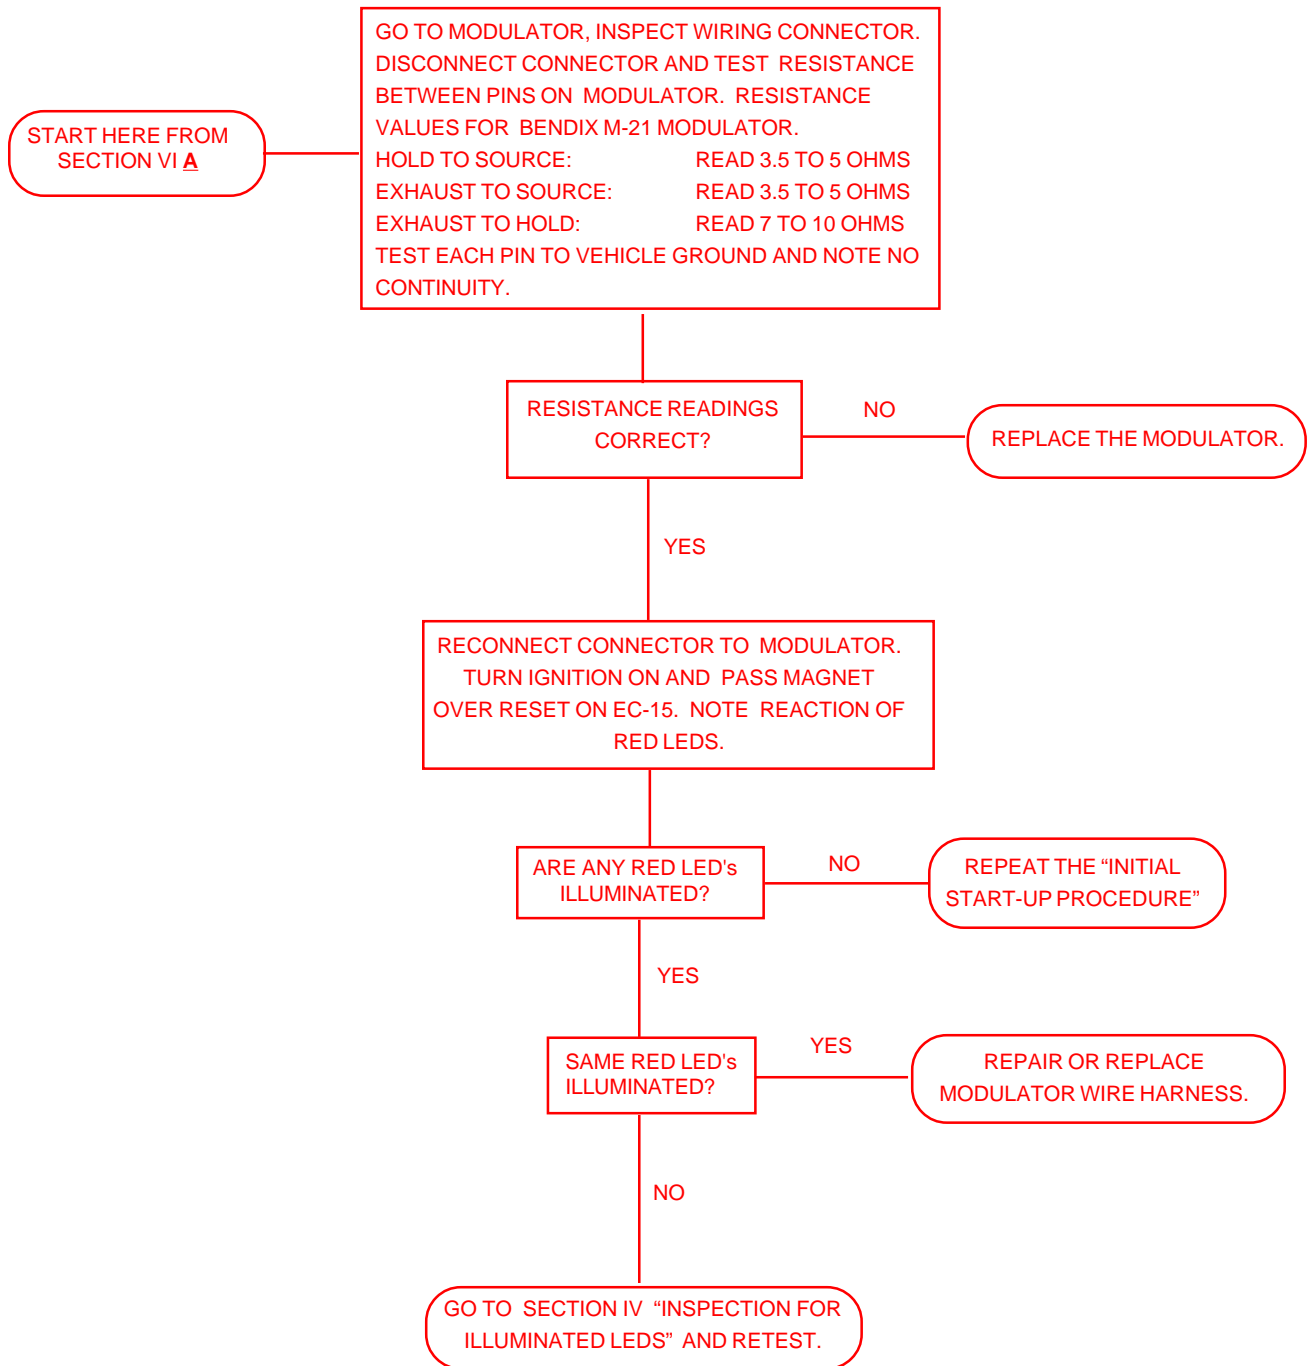 START HERE FROM
SECTION VI A
GO TO MODULATOR, INSPECT WIRING CONNECTOR.
DISCONNECT CONNECTOR AND TEST RESISTANCE
BETWEEN PINS ON MODULATOR. RESISTANCE
VALUES FOR BENDIX M-21 MODULATOR.
HOLD TO SOURCE: READ 3.5 TO 5 OHMS
EXHAUST TO SOURCE: READ 3.5 TO 5 OHMS
EXHAUST TO HOLD: READ 7 TO 10 OHMS
TEST EACH PIN TO VEHICLE GROUND AND NOTE NO
CONTINUITY.
RESISTANCE READINGS
CORRECT?
NO
REPLACE THE MODULATOR.
YES
RECONNECT CONNECTOR TO MODULATOR.
TURN IGNITION ON AND PASS MAGNET
OVER RESET ON EC-15. NOTE REACTION OF
RED LEDS.
ARE ANY RED LED's
ILLUMINATED?
NO
REPEAT THE “INITIAL
START-UP PROCEDURE”
YES
SAME RED LED's
ILLUMINATED?
YES
REPAIR OR REPLACE
MODULATOR WIRE HARNESS.
NO
GO TO SECTION IV “INSPECTION FOR
ILLUMINATED LEDS” AND RETEST.